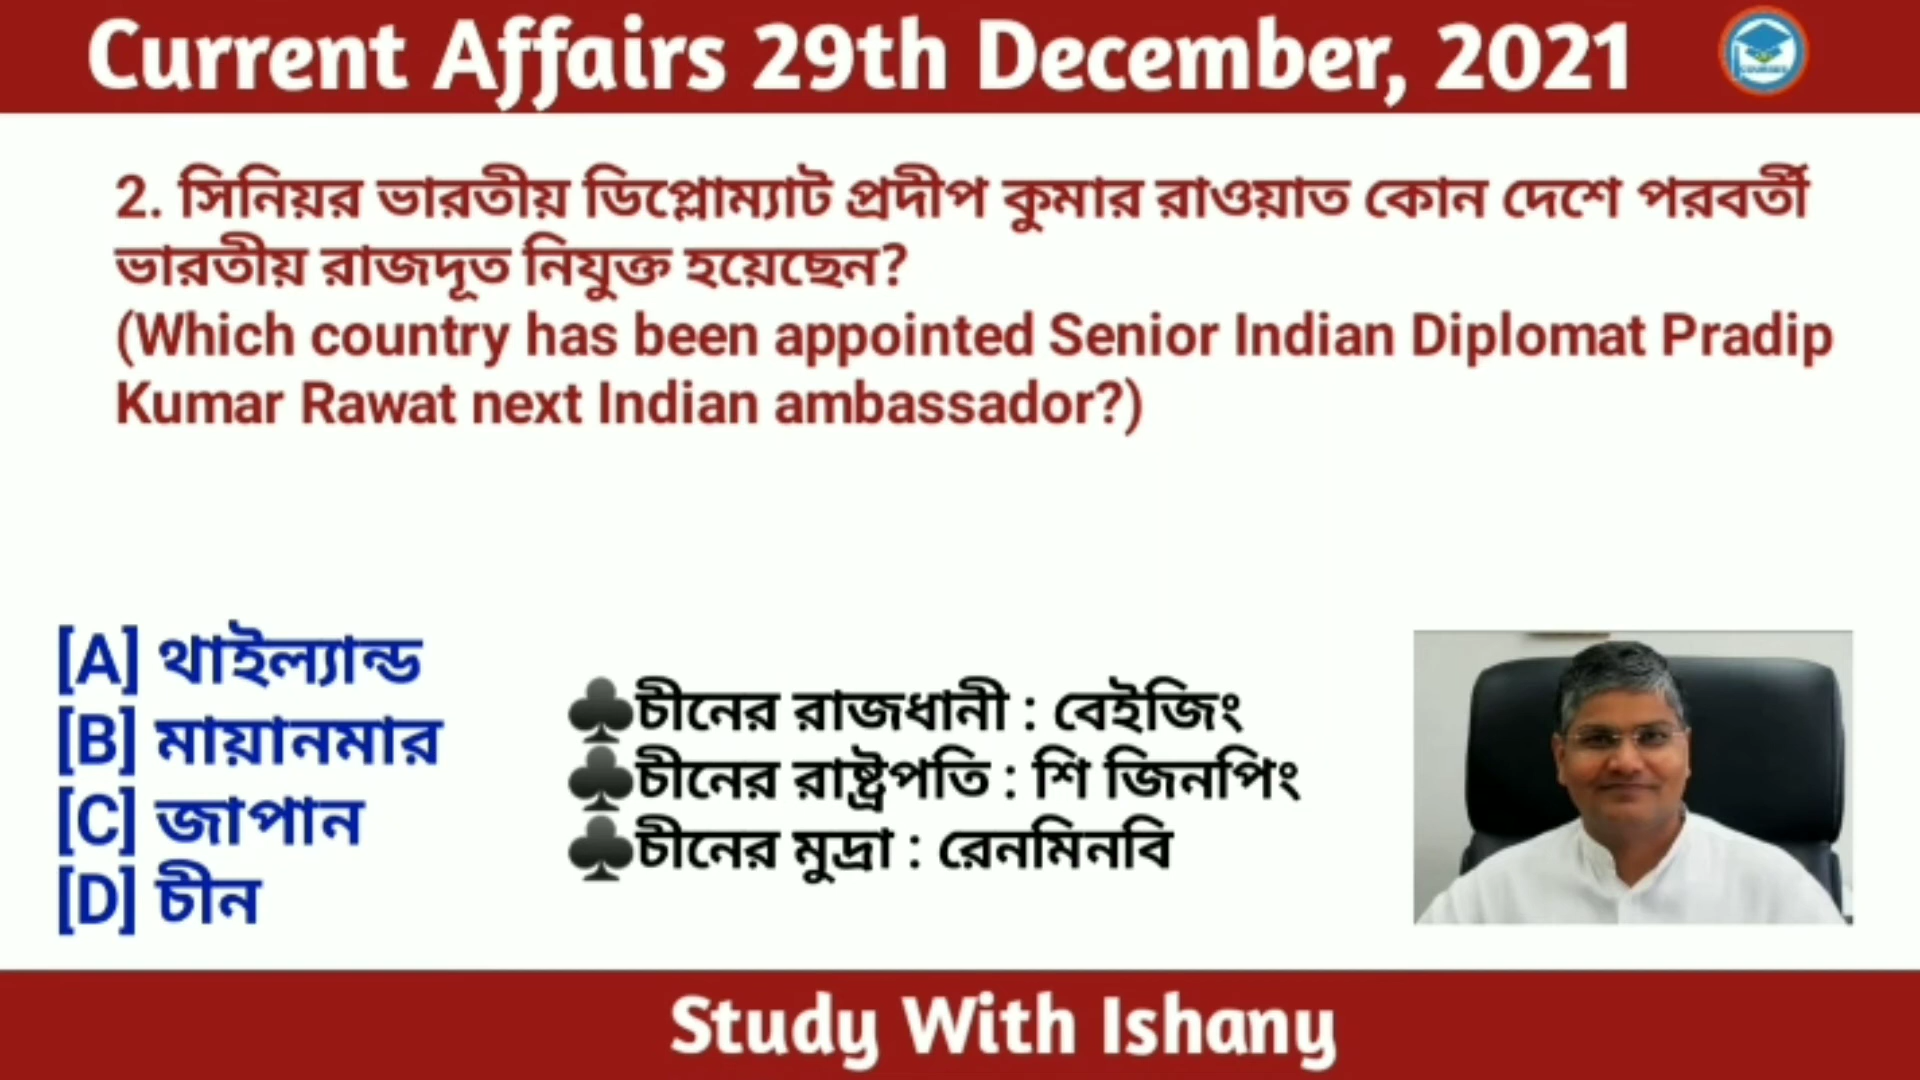 Current Affairs 29th December, 2021
2. সিনিয়র ভারতীয় ডিপ্লোম্যাট প্রদীপ কুমার রাওয়াত কোন দেশে পরবর্তী
ভারতীয় রাজদূত নিযুক্ত হয়েছেন?
(Which country has been appointed Senior Indian Diplomat Pradip
Kumar Rawat next Indian ambassador?)
[A] থাইল্যান্ড
[B] মায়ানমার
[C] জাপান
[D] চীন
♣চীনের রাজধানী : বেইজিং
♣চীনের রাষ্ট্রপতি : শি জিনপিং
♣চীনের মুদ্রা : রেনমিনবি
Study With Ishany